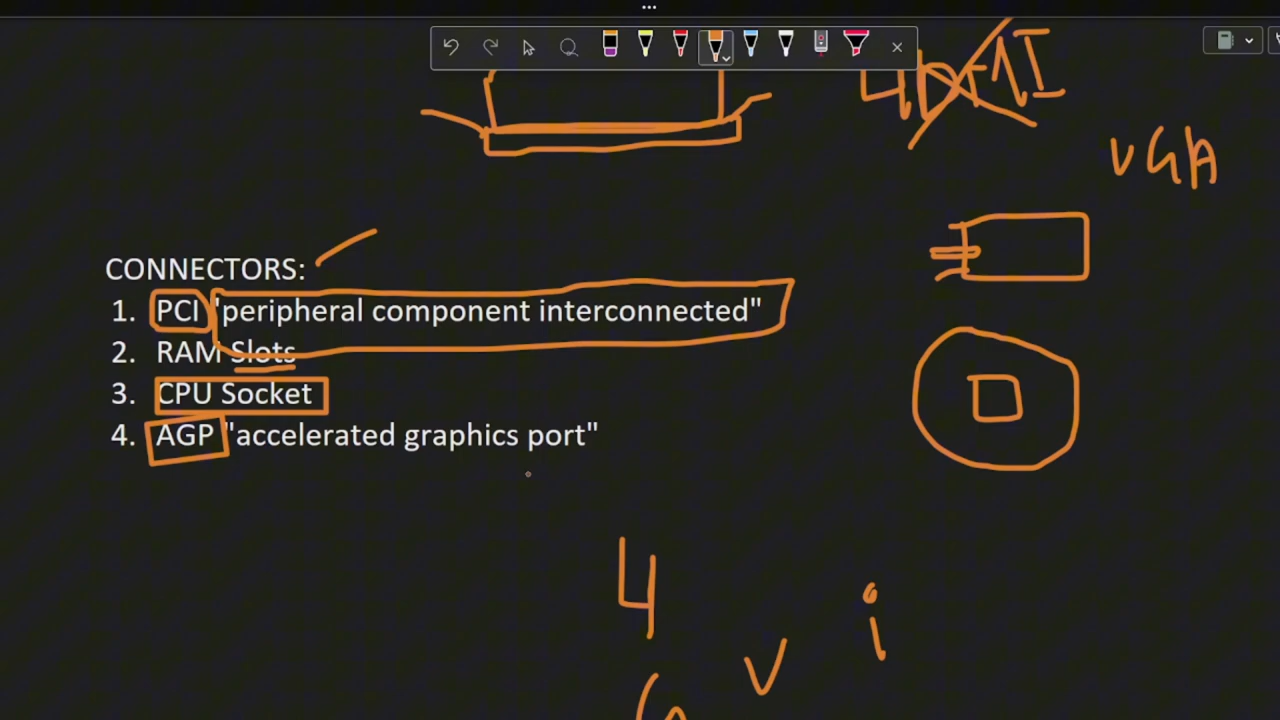 VGA
CONNECTORS:
1. PCI "peripheral component interconnected"
2. RAM Slots
3. CPU Socket
4. AGP "accelerated graphics port"
4
i
v